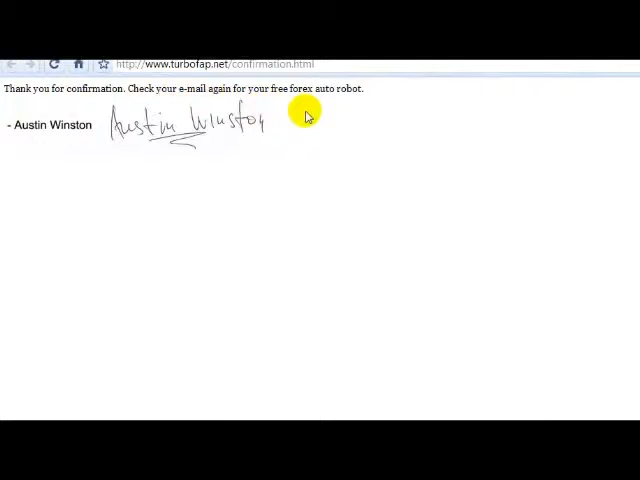 http://www.turbofap.net/confirmation.html
Thank you for confirmation. Check your e-mail again for your free forex auto robot.
- Austin Winston Austin Winston